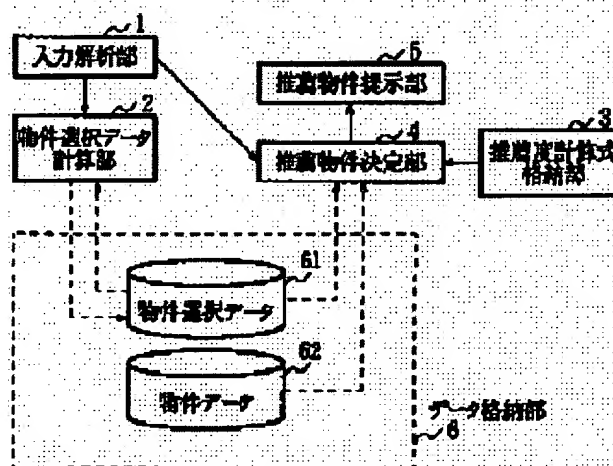 1
入力解析部
5
推薦物件提示部
2
物件選択データ
計算部
4
推薦物件決定部
3
推薦度計算式
格納部
61
物件選択データ
62
物件データ
データ格納部
6